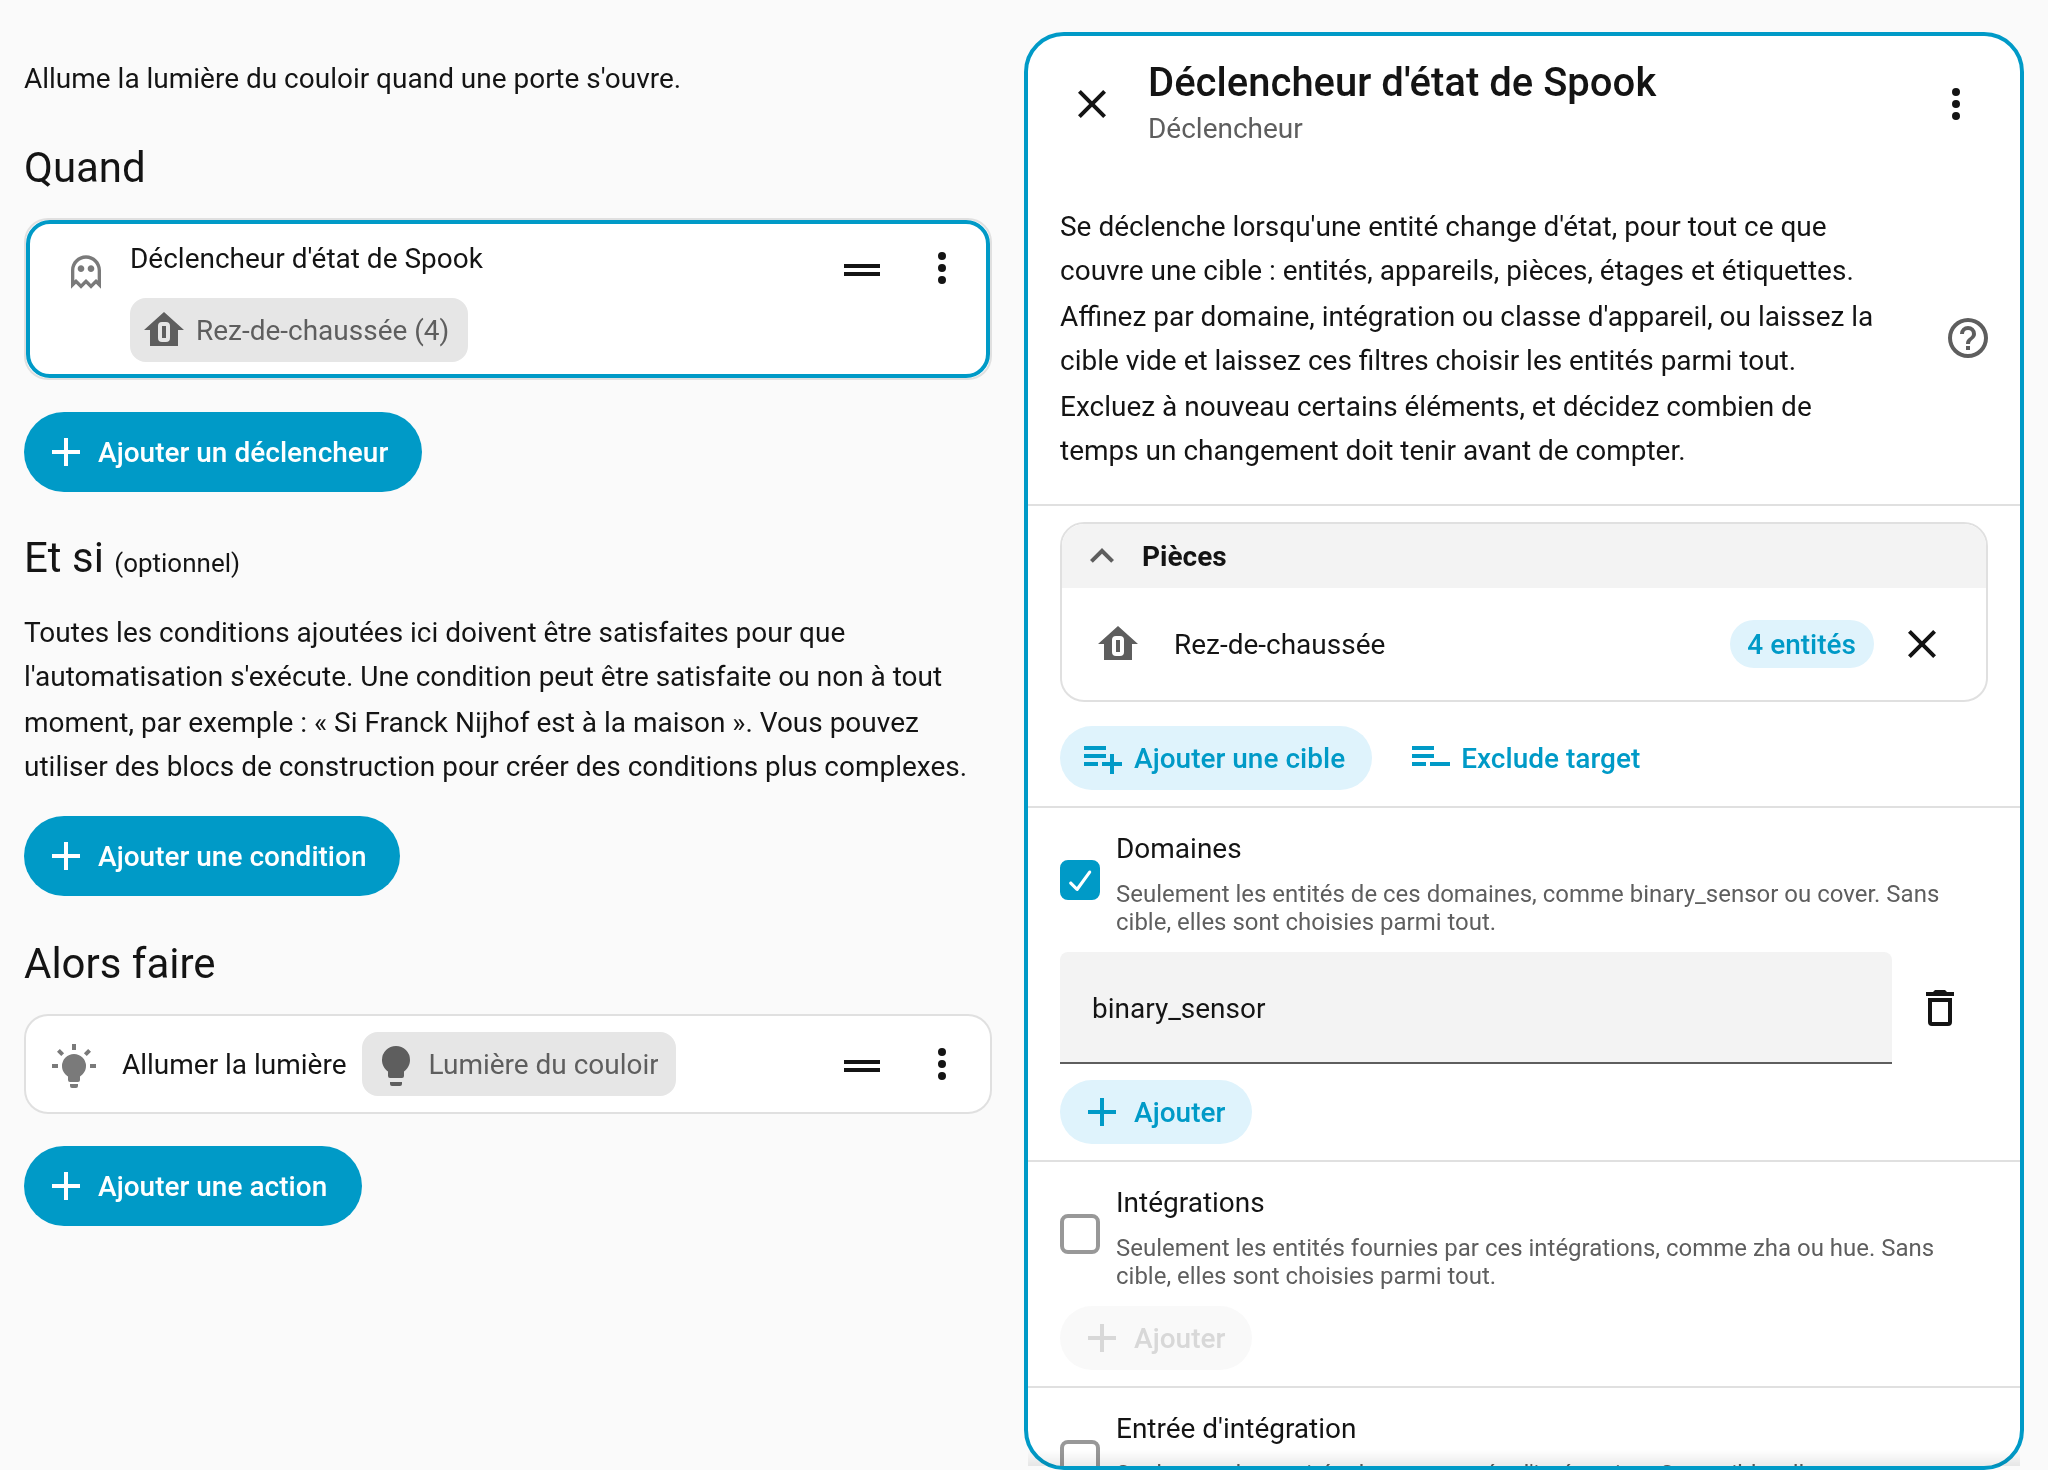 Allume la lumière du couloir quand une porte s'ouvre.
Quand
Déclencheur d'état de Spook
Rez-de-chaussée (4)
Ajouter un déclencheur
Et si (optionnel)
Toutes les conditions ajoutées ici doivent être satisfaites pour que
l'automatisation s'exécute. Une condition peut être satisfaite ou non à tout
moment, par exemple : « Si Franck Nijhof est à la maison ». Vous pouvez
utiliser des blocs de construction pour créer des conditions plus complexes.
Ajouter une condition
Alors faire
Allumer la lumière Lumière du couloir
Ajouter une action
Déclencheur d'état de Spook
Déclencheur
Se déclenche lorsqu'une entité change d'état, pour tout ce que
couvre une cible : entités, appareils, pièces, étages et étiquettes.
Affinez par domaine, intégration ou classe d'appareil, ou laissez la
cible vide et laissez ces filtres choisir les entités parmi tout.
Excluez à nouveau certains éléments, et décidez combien de
temps un changement doit tenir avant de compter.
Pièces
Rez-de-chaussée 4 entités
Ajouter une cible Exclude target
Domaines
Seulement les entités de ces domaines, comme binary_sensor ou cover. Sans
cible, elles sont choisies parmi tout.
binary_sensor
Ajouter
Intégrations
Seulement les entités fournies par ces intégrations, comme zha ou hue. Sans
cible, elles sont choisies parmi tout.
Ajouter
Entrée d'intégration